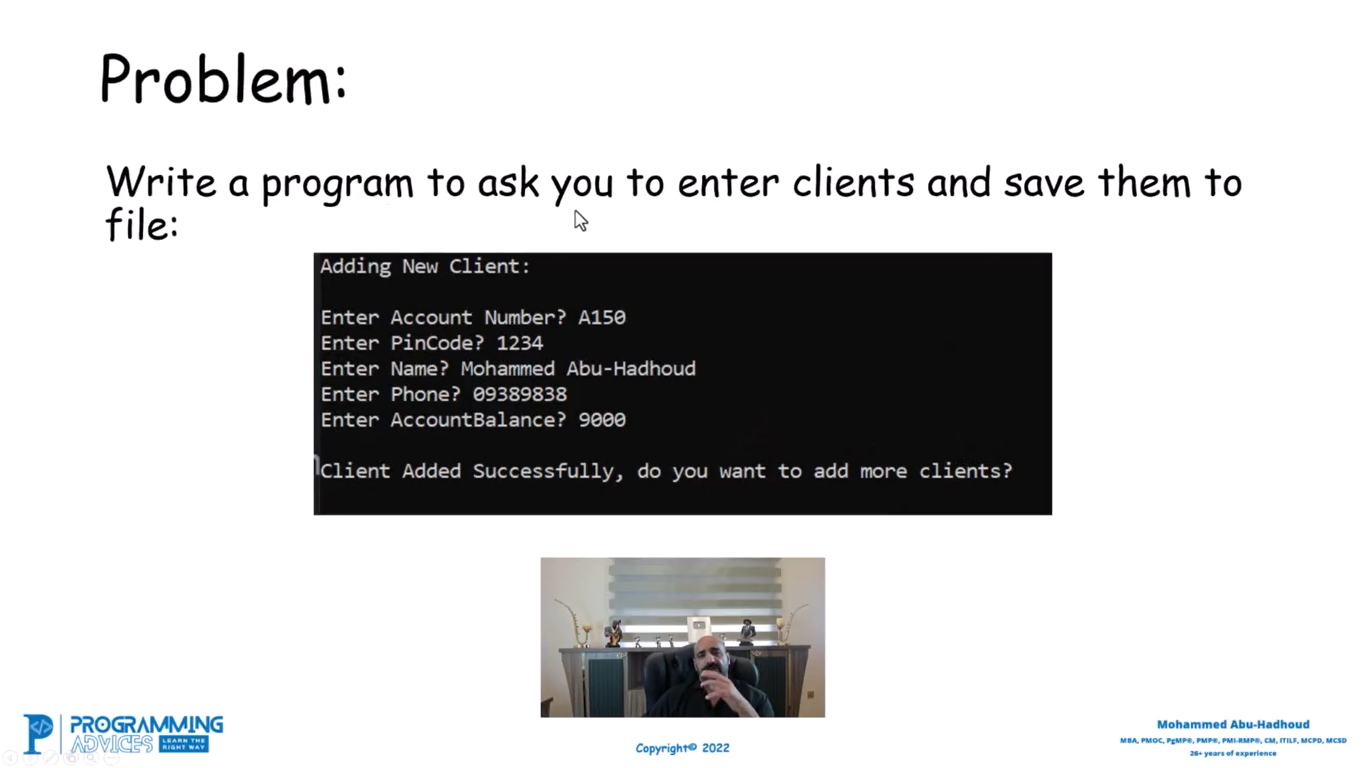 Problem:
Write a program to ask you to enter clients and save them to
file:
Adding New Client:
Enter Account Number? A150
Enter PinCode? 1234
Enter Name? Mohammed Abu-Hadhoud
Enter Phone? 09389838
Enter AccountBalance? 9000
Client Added Successfully, do you want to add more clients?
PROGRAMMING
ADVICES LEARN THE
RIGHT WAY
Copyright© 2022
Mohammed Abu-Hadhoud
MBA, PMOC, PgMP®, PMP®, PMI-RMP®, CM, ITILF, MCPD, MCSD
26+ years of experience